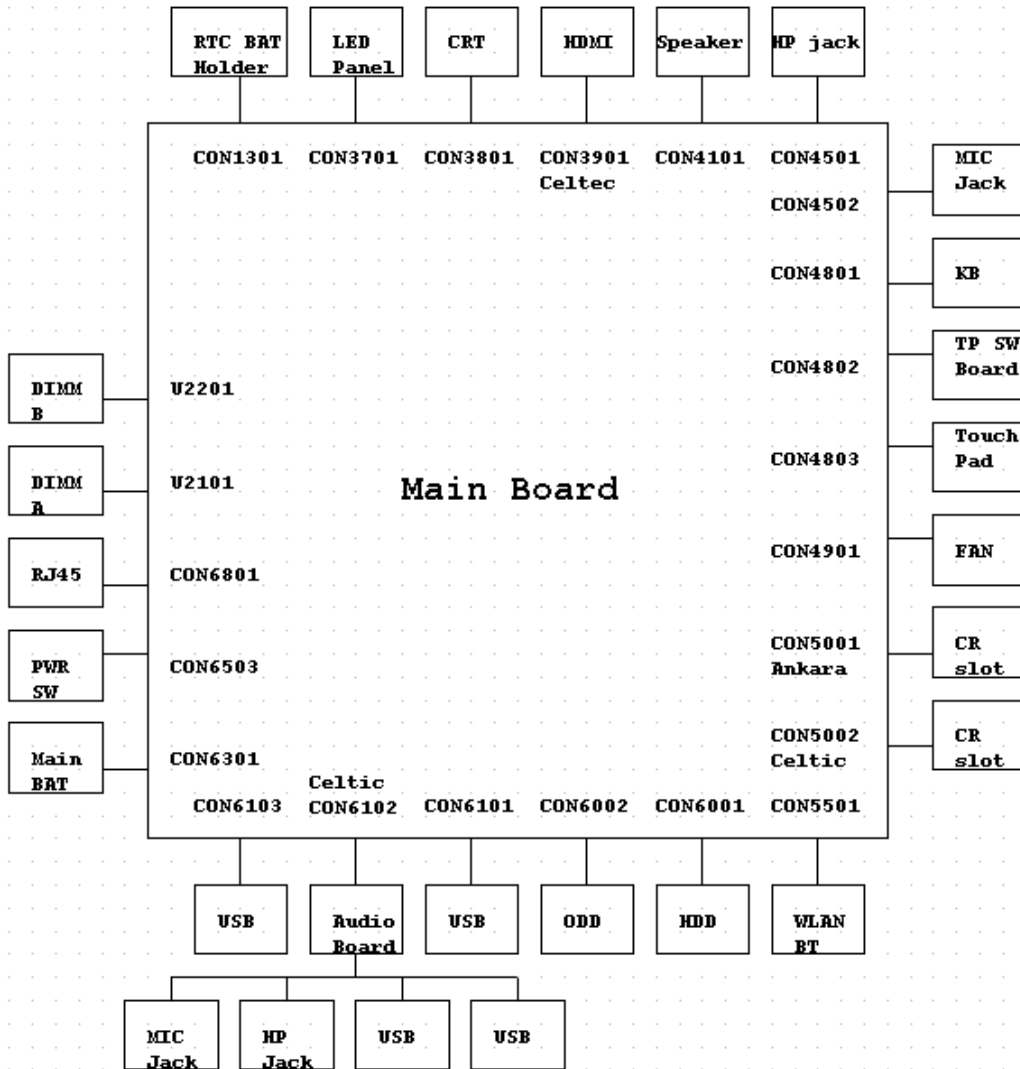 RTC BAT
Holder
LED
Panel
CRT
HDMI
Speaker
HP jack
CON1301
CON3701
CON3801
CON3901
Celtec
CON4101
CON4501
MIC
Jack
CON4502
CON4801
KB
TP SW
Board
CON4802
DIMM
B
U2201
Touch
Pad
CON4803
DIMM
A
U2101
Main Board
CON4901
FAN
RJ45
CON6801
CON5001
Ankara
CR
slot
PWR
SW
CON6503
CON5002
Celtic
CR
slot
Main
BAT
CON6301
Celtic
CON6103
CON6102
CON6101
CON6002
CON6001
CON5501
USB
Audio
Board
USB
ODD
HDD
WLAN
BT
MIC
Jack
HP
Jack
USB
USB